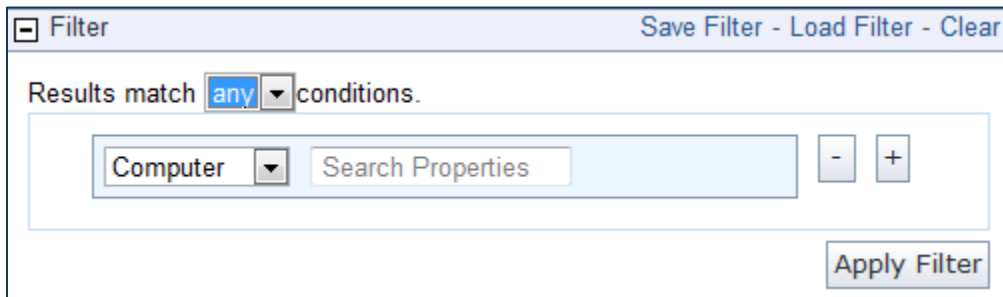 Filter Save Filter - Load Filter - Clear
Results match any conditions.
Computer Search Properties - +
Apply Filter